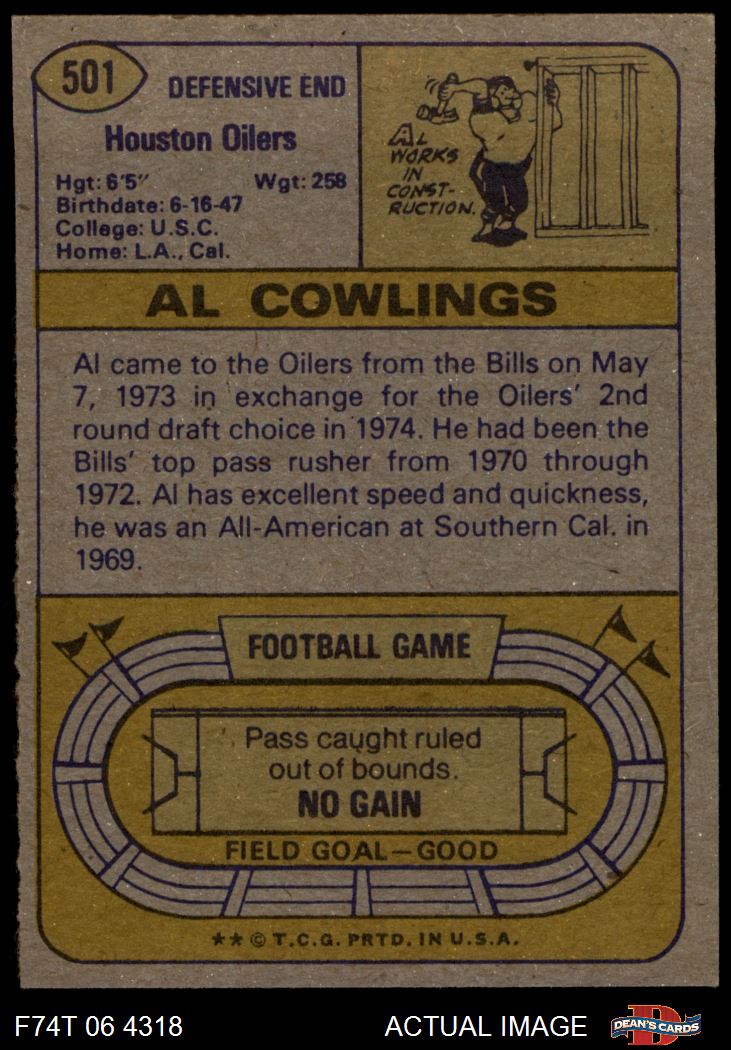 501
DEFENSIVE END
Houston Oilers
Hgt: 6'5" Wgt: 258
Birthdate: 6-16-47
College: U.S.C.
Home: L.A., Cal.
AL
WORKS
IN
CONST-
RUCTION.
AL COWLINGS
Al came to the Oilers from the Bills on May
7, 1973 in exchange for the Oilers' 2nd
round draft choice in 1974. He had been the
Bills' top pass rusher from 1970 through
1972. Al has excellent speed and quickness,
he was an All-American at Southern Cal. in
1969.
FOOTBALL GAME
Pass caught ruled
out of bounds.
NO GAIN
FIELD GOAL—GOOD
** © T.C.G. PRTD. IN U.S.A.
F74T 06 4318 ACTUAL IMAGE
D
DEAN'S CARDS